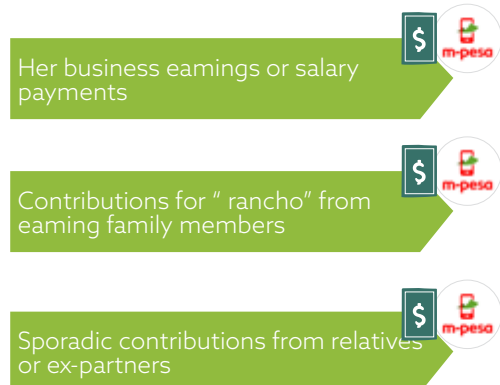 $
m-pesa
Her business eamings or salary
payments
$
m-pesa
Contributions for “ rancho” from
eaming family members
$
m-pesa
Sporadic contributions from relatives
or ex-partners